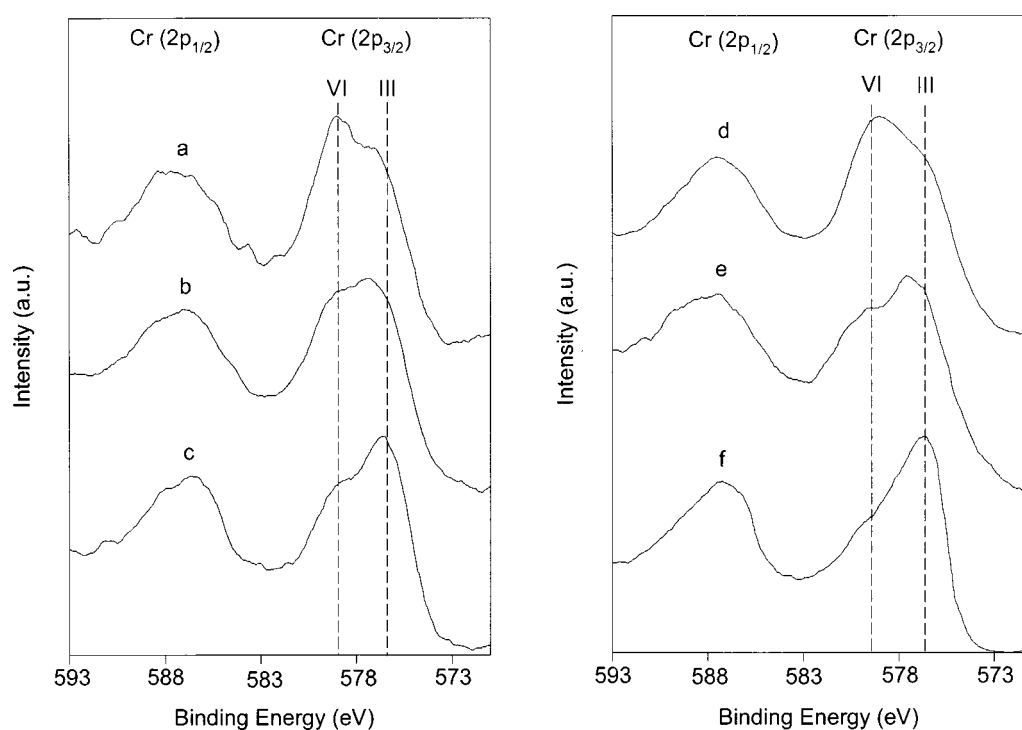 Cr (2p1/2) Cr (2p3/2)
VI III
a
b
c
Intensity (a.u.)
593 588 583 578 573
Binding Energy (eV)
Cr (2p1/2) Cr (2p3/2)
VI III
d
e
f
Intensity (a.u.)
593 588 583 578 573
Binding Energy (eV)